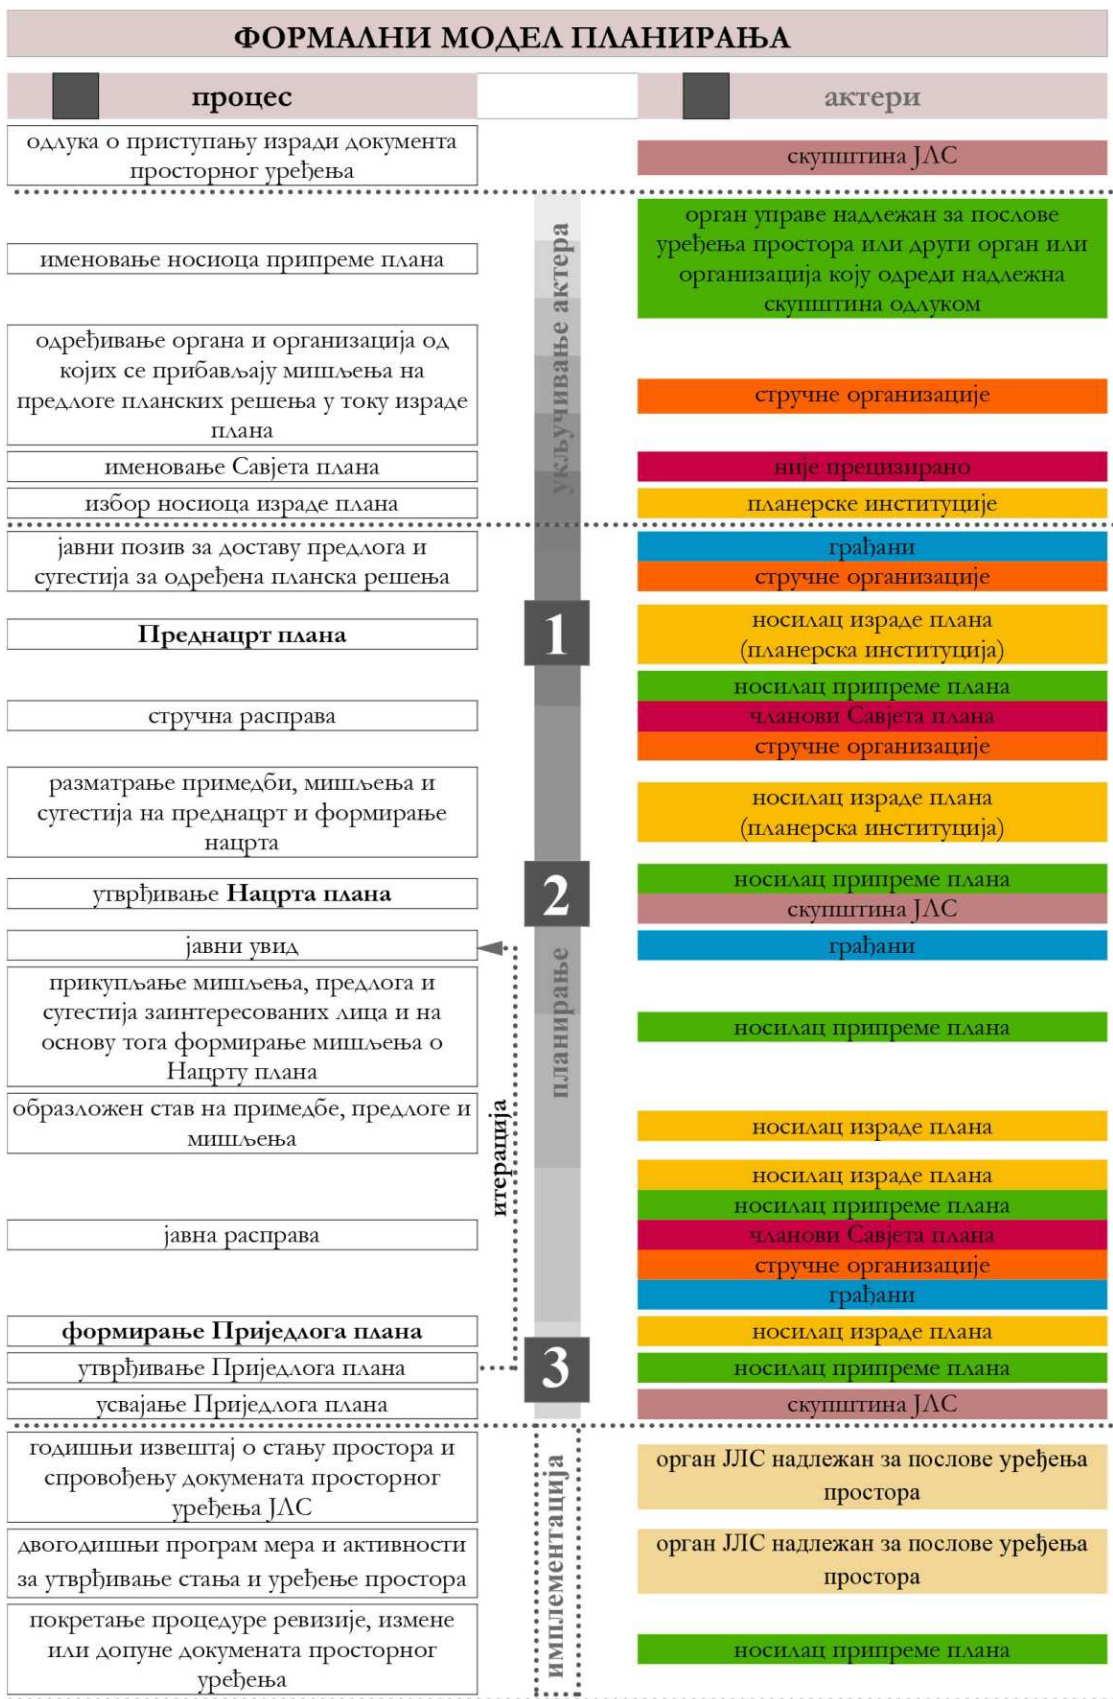 ФОРМАЛНИ МОДЕЛ ПЛАНИРАЊА
процес
актери
одлука о приступању изради документа
просторног уређења
скупштина ЈЛС
укључивање актера
именовање носиоца припреме плана
орган управе надлежан за послове
уређења простора или други орган или
организација коју одреди надлежна
скупштина одлуком
одређивање органа и организација од
којих се прибављају мишљења на
предлоге планских решења у току израде
плана
стручне организације
именовање Савјета плана
није прецизирано
избор носиоца израде плана
планерске институције
јавни позив за доставу предлога и
сугестија за одређена планска решења
грађани
стручне организације
Преднацрт плана
1
носилац израде плана
(планерска институција)
стручна расправа
носилац припреме плана
чланови Савјета плана
стручне организације
разматрање примедби, мишљења и
сугестија на преднацрт и формирање
нацрта
носилац израде плана
(планерска институција)
утврђивање Нацрта плана
2
носилац припреме плана
скупштина ЈЛС
јавни увид
грађани
планирање
прикупљање мишљења, предлога и
сугестија заинтересованих лица и на
основу тога формирање мишљења о
Нацрту плана
носилац припреме плана
образложен став на примедбе, предлоге и
мишљења
носилац израде плана
итерација
јавна расправа
носилац израде плана
носилац припреме плана
чланови Савјета плана
стручне организације
грађани
формирање Приједлога плана
носилац израде плана
утврђивање Приједлога плана
3
носилац припреме плана
усвајање Приједлога плана
скупштина ЈЛС
имплементација
годишњи извештај о стању простора и
спровођењу докумената просторног
уређења ЈЛС
орган ЈЛС надлежан за послове уређења
простора
двогодишњи програм мера и активности
за утврђивање стања и уређење простора
орган ЈЛС надлежан за послове уређења
простора
покретање процедуре ревизије, измене
или допуне докумената просторног
уређења
носилац припреме плана